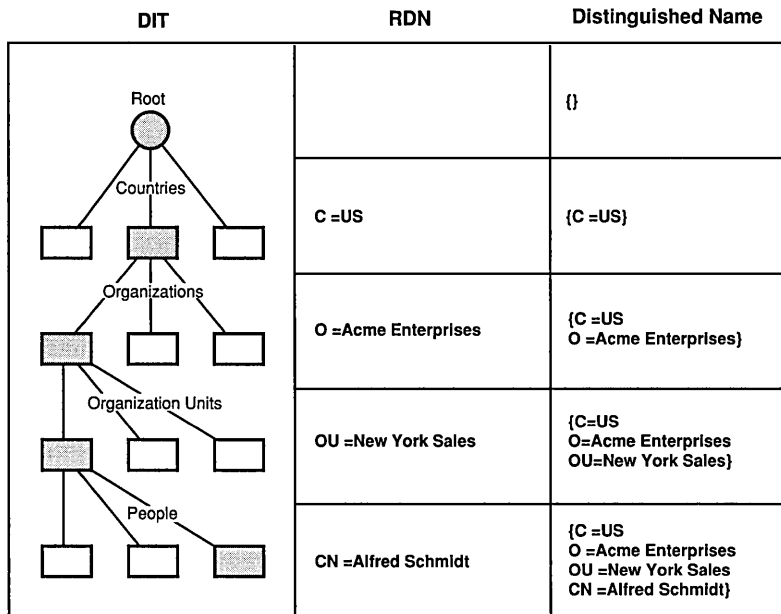 DIT
RDN
Distinguished Name
Root
{}
Countries
C =US
{C =US}
Organizations
O =Acme Enterprises
{C =US
O =Acme Enterprises}
Organization Units
OU =New York Sales
{C=US
O=Acme Enterprises
OU=New York Sales}
People
CN =Alfred Schmidt
{C =US
O =Acme Enterprises
OU =New York Sales
CN =Alfred Schmidt}